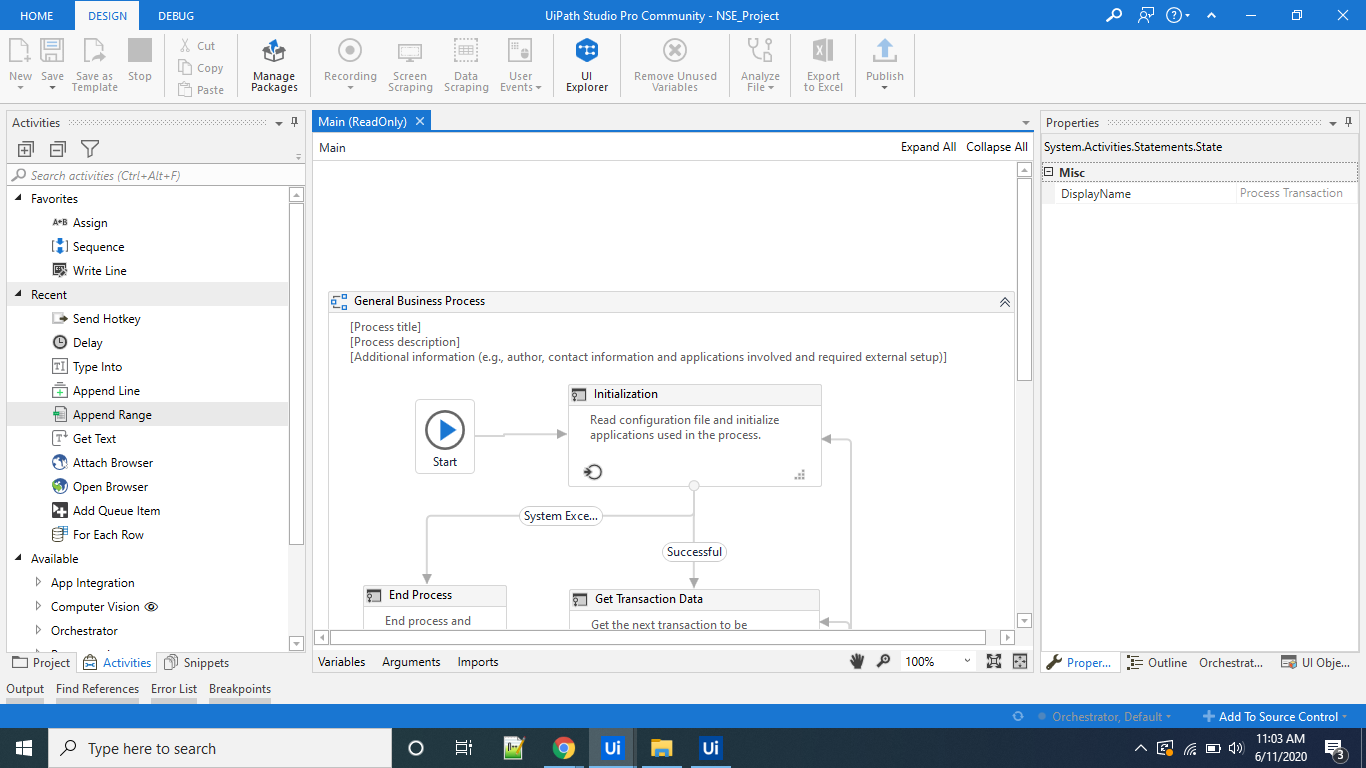 HOME DESIGN DEBUG UiPath Studio Pro Community - NSE_Project
New Save Save as Template Stop
Cut
Copy
Paste
Manage Packages
Recording
Screen Scraping
Data Scraping
User Events
UI Explorer
Remove Unused Variables
Analyze File
Export to Excel
Publish
Activities
Search activities (Ctrl+Alt+F)
Favorites
Assign
Sequence
Write Line
Recent
Send Hotkey
Delay
Type Into
Append Line
Append Range
Get Text
Attach Browser
Open Browser
Add Queue Item
For Each Row
Available
App Integration
Computer Vision
Orchestrator
Project Activities Snippets
Main (ReadOnly)
Main Expand All Collapse All
General Business Process
[Process title]
[Process description]
[Additional information (e.g., author, contact information and applications involved and required external setup)]
Start
Initialization
Read configuration file and initialize
applications used in the process.
System Exce...
Successful
End Process
End process and
Get Transaction Data
Get the next transaction to be
Variables Arguments Imports 100%
Properties
System.Activities.Statements.State
Misc
DisplayName Process Transaction
Proper... Outline Orchestrat... UI Obje...
Output Find References Error List Breakpoints
Orchestrator, Default Add To Source Control
Type here to search
Ui
Ui
11:03 AM
6/11/2020
3